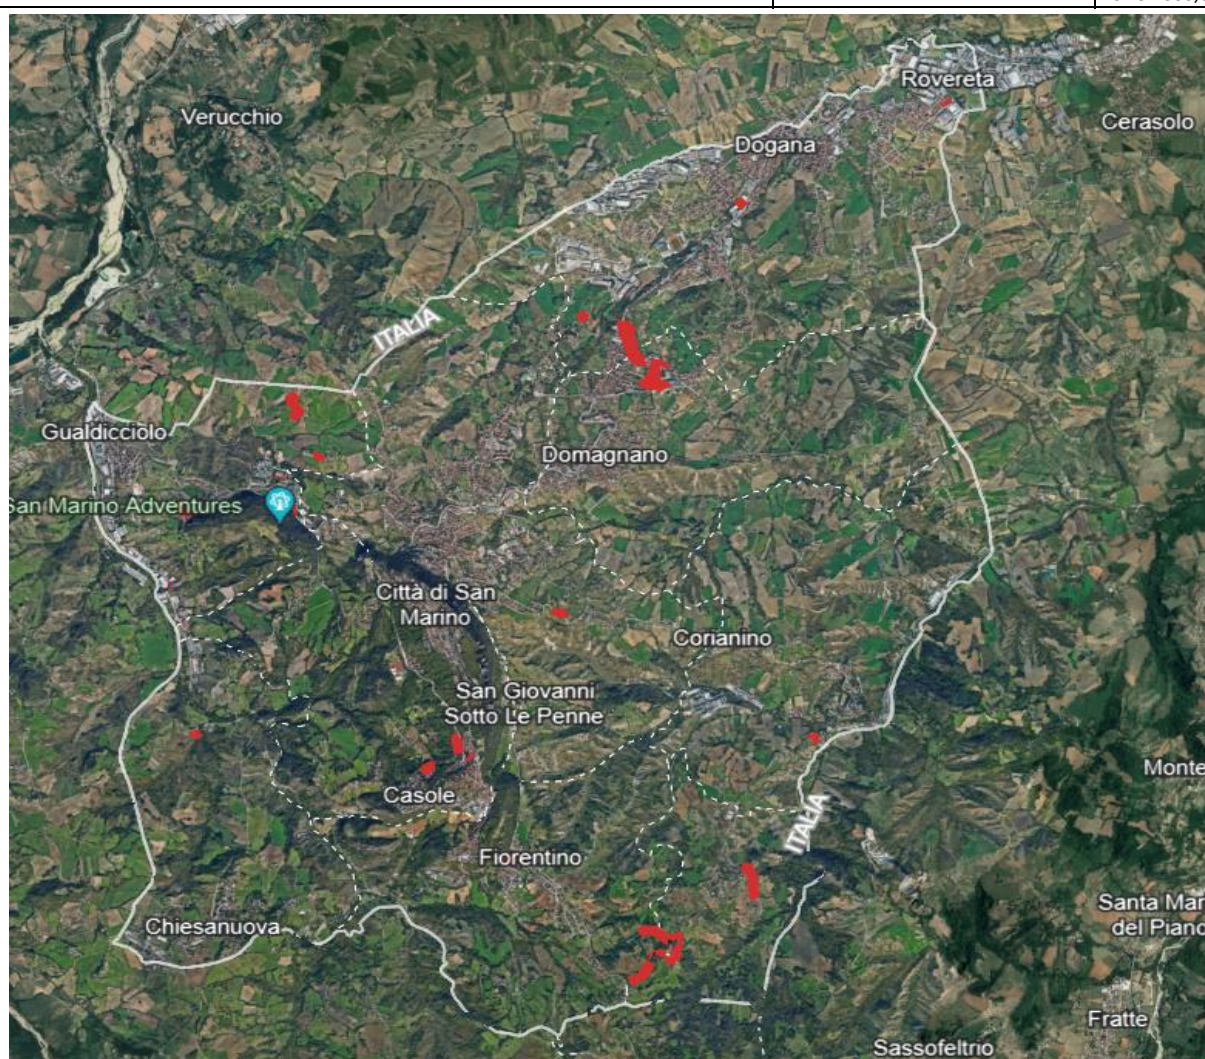 Rovereta
Verucchio
Cerasolo
Dogana
ITALIA
Gualdicciolo
Domagnano
San Marino Adventures
Città di San
Marino
Corianino
San Giovanni
Sotto Le Penne
Monte
Casole
ITALIA
Fiorentino
Santa Mar
del Piano
Chiesanuova
Fratte
Sassofeltrio